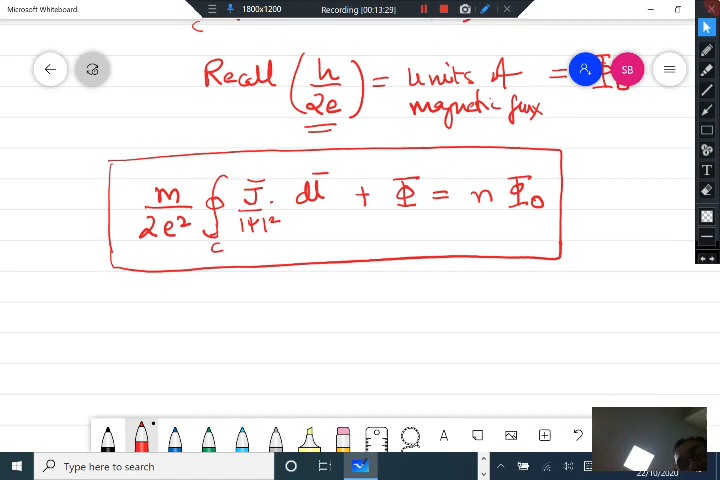 Microsoft Whiteboard
1800x1200
Recording [00:13:29]
c
Recall (h/2e) = units of magnetic flux = Φ₀
SB
m/2e² ∮_C J̄/|Ψ|² · dl̄ + Φ = n Φ₀
T
A
Type here to search
22/10/2020